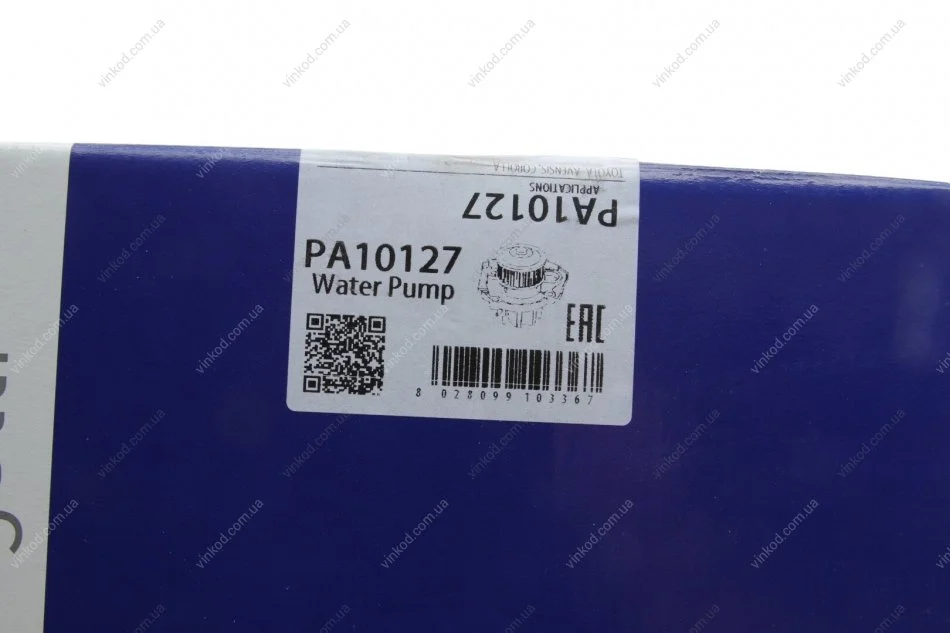 TOYOTA AVENSIS COROLLA
APPLICATIONS
PA10127
PA10127
Water Pump
EAC
8 028099 103367
vinkod.com.ua